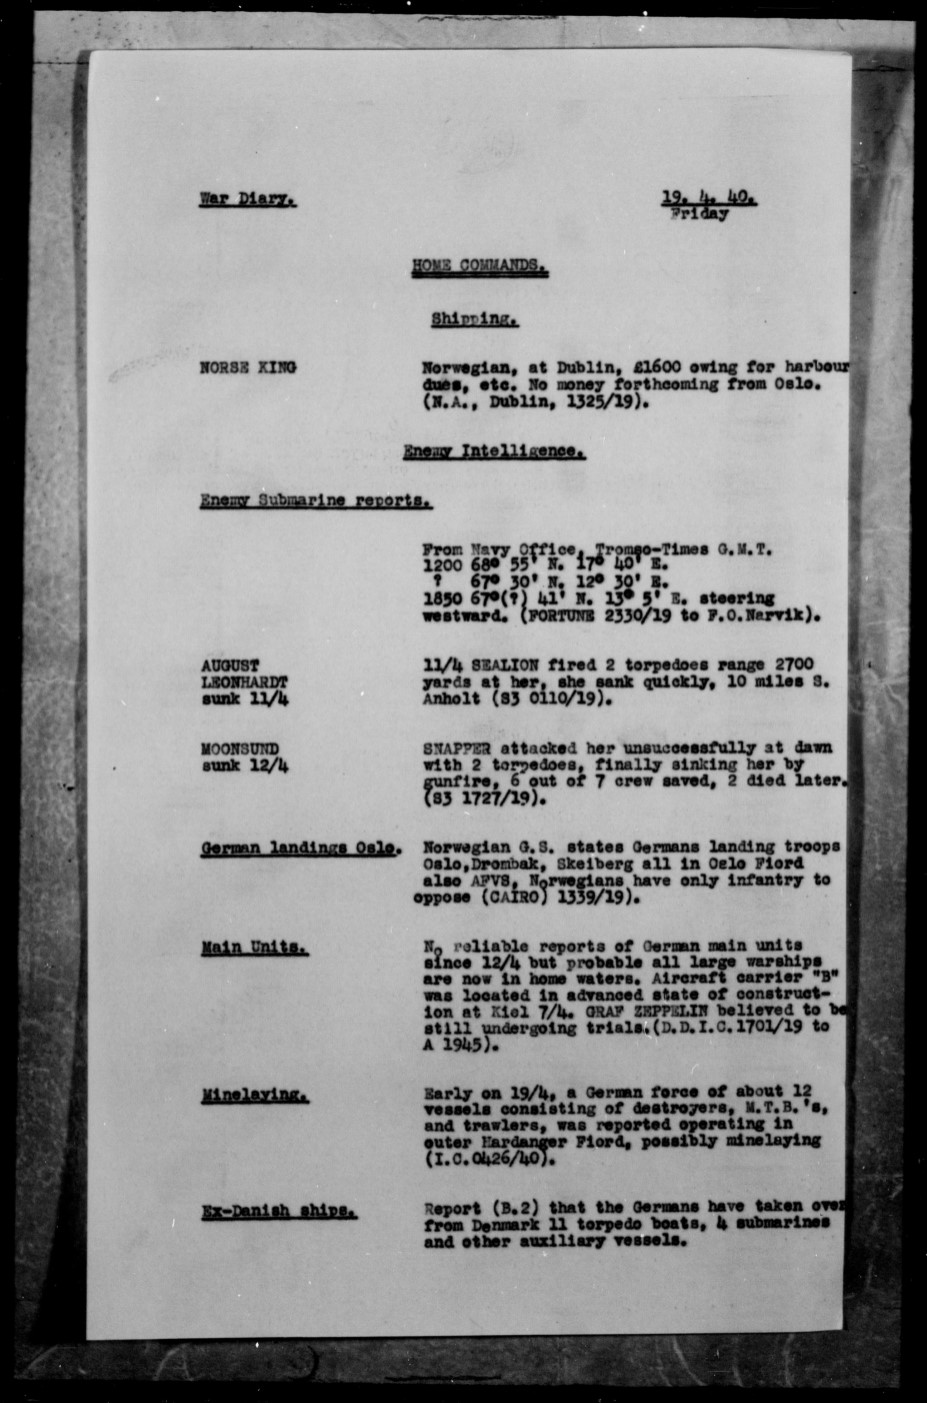 War Diary.
19. 4. 40.
Friday
HOME COMMANDS.
Shipping.
NORSE KING
Norwegian, at Dublin, £1600 owing for harbour
dues, etc. No money forthcoming from Oslo.
(N.A., Dublin, 1325/19).
Enemy Intelligence.
Enemy Submarine reports.
From Navy Office, Tromso-Times G.M.T.
1200 68° 55' N. 17° 40' E.
? 67° 30' N. 12° 30' E.
1850 67°(?) 41' N. 13° 5' E. steering
westward. (FORTUNE 2330/19 to F.O.Narvik).
AUGUST
LEONHARDT
sunk 11/4
11/4 SEALION fired 2 torpedoes range 2700
yards at her, she sank quickly, 10 miles S.
Anholt (S3 0110/19).
MOONSUND
sunk 12/4
SNAPPER attacked her unsuccessfully at dawn
with 2 torpedoes, finally sinking her by
gunfire, 6 out of 7 crew saved, 2 died later.
(S3 1727/19).
German landings Oslo.
Norwegian G.S. states Germans landing troops
Oslo,Drombak, Skeiberg all in Oslo Fiord
also AFVS, Norwegians have only infantry to
oppose (CAIRO) 1339/19).
Main Units.
No reliable reports of German main units
since 12/4 but probable all large warships
are now in home waters. Aircraft carrier "B"
was located in advanced state of construct-
ion at Kiel 7/4. GRAF ZEPPELIN believed to be
still undergoing trials.(D.D.I.C.1701/19 to
A 1945).
Minelaying.
Early on 19/4, a German force of about 12
vessels consisting of destroyers, M.T.B.'s,
and trawlers, was reported operating in
outer Hardanger Fiord, possibly minelaying
(I.C.0426/40).
Ex-Danish ships.
Report (B.2) that the Germans have taken over
from Denmark 11 torpedo boats, 4 submarines
and other auxiliary vessels.